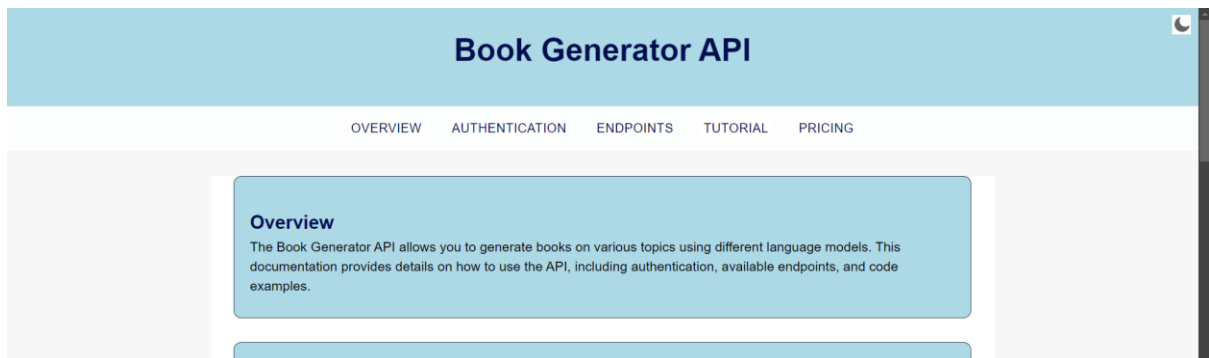 Book Generator API
OVERVIEW AUTHENTICATION ENDPOINTS TUTORIAL PRICING
Overview
The Book Generator API allows you to generate books on various topics using different language models. This
documentation provides details on how to use the API, including authentication, available endpoints, and code
examples.